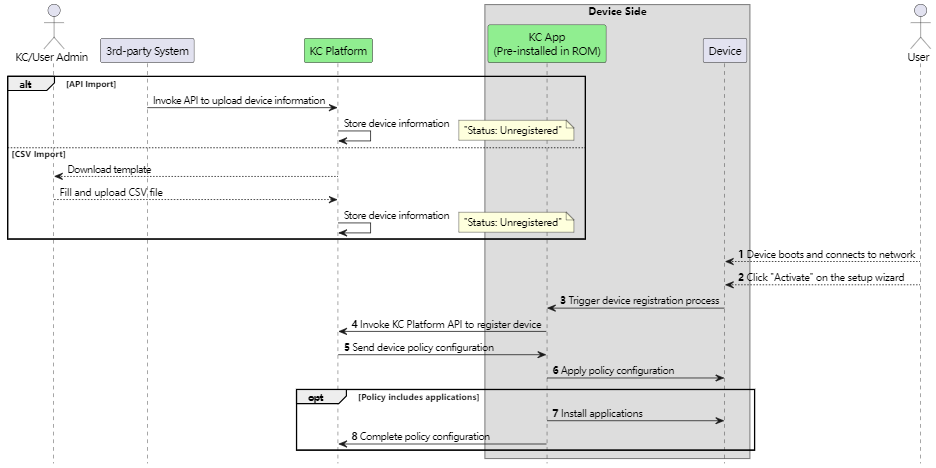 Device Side
KC/User Admin
3rd-party System
KC Platform
KC App
(Pre-installed in ROM)
Device
User
alt
[API Import]
Invoke API to upload device information
Store device information
"Status: Unregistered"
[CSV Import]
Download template
Fill and upload CSV file
Store device information
"Status: Unregistered"
1 Device boots and connects to network
2 Click "Activate" on the setup wizard
3 Trigger device registration process
4 Invoke KC Platform API to register device
5 Send device policy configuration
6 Apply policy configuration
opt
[Policy includes applications]
7 Install applications
8 Complete policy configuration